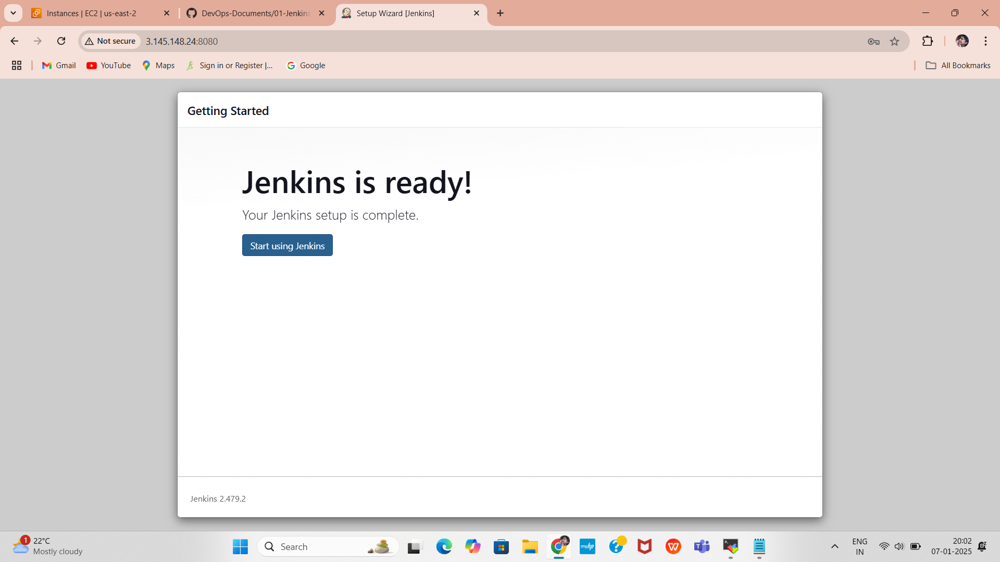 Instances | EC2 | us-east-2
DevOps-Documents/01-Jenkins
Setup Wizard [Jenkins]
Not secure
3.145.148.24:8080
Gmail
YouTube
Maps
Sign in or Register |...
Google
All Bookmarks
Getting Started
Jenkins is ready!
Your Jenkins setup is complete.
Start using Jenkins
Jenkins 2.479.2
1
22°C
Mostly cloudy
Search
myhp
ENG
IN
20:02
07-01-2025